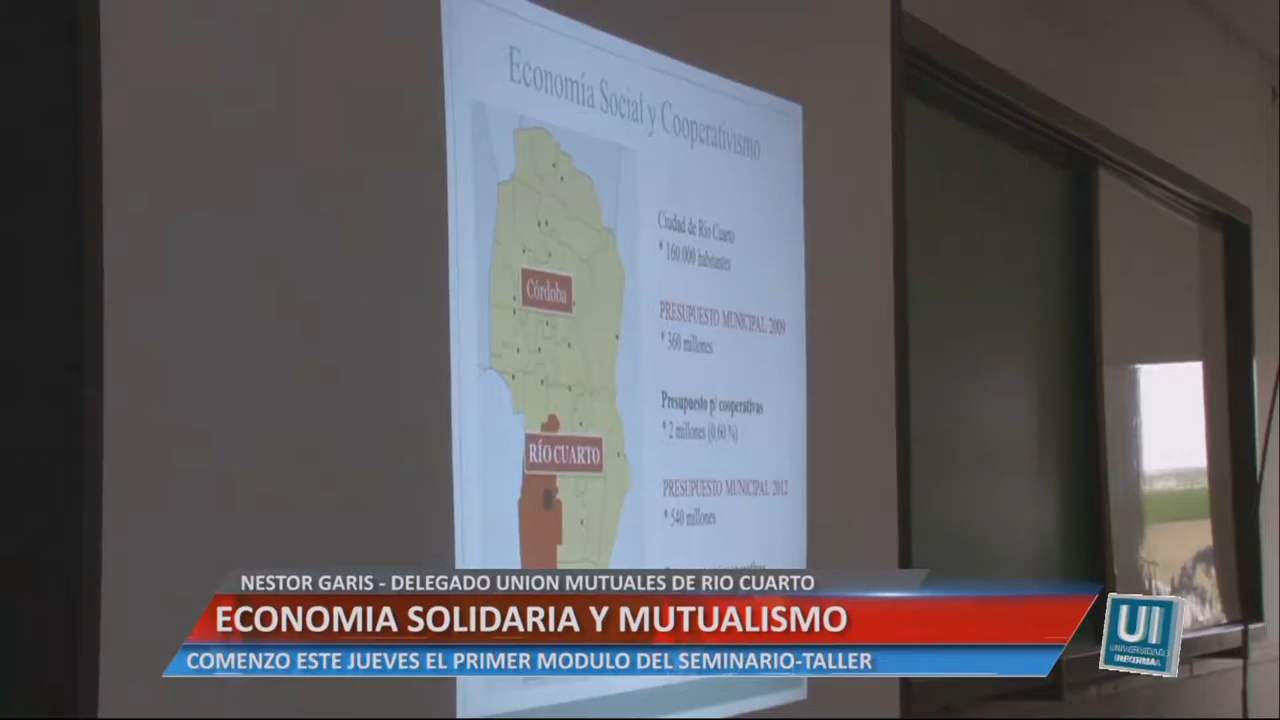 Economía Social y Cooperativismo
Córdoba
RÍO CUARTO
Ciudad de Río Cuarto
* 160.000 habitantes
PRESUPUESTO MUNICIPAL 2009
* 360 millones
Presupuesto p/ cooperativas
* 2 millones (0,60 %)
PRESUPUESTO MUNICIPAL 2012
* 540 millones
NESTOR GARIS - DELEGADO UNION MUTUALES DE RIO CUARTO
ECONOMIA SOLIDARIA Y MUTUALISMO
COMENZO ESTE JUEVES EL PRIMER MODULO DEL SEMINARIO-TALLER
UI
UNIVERSIDAD
INFORMA